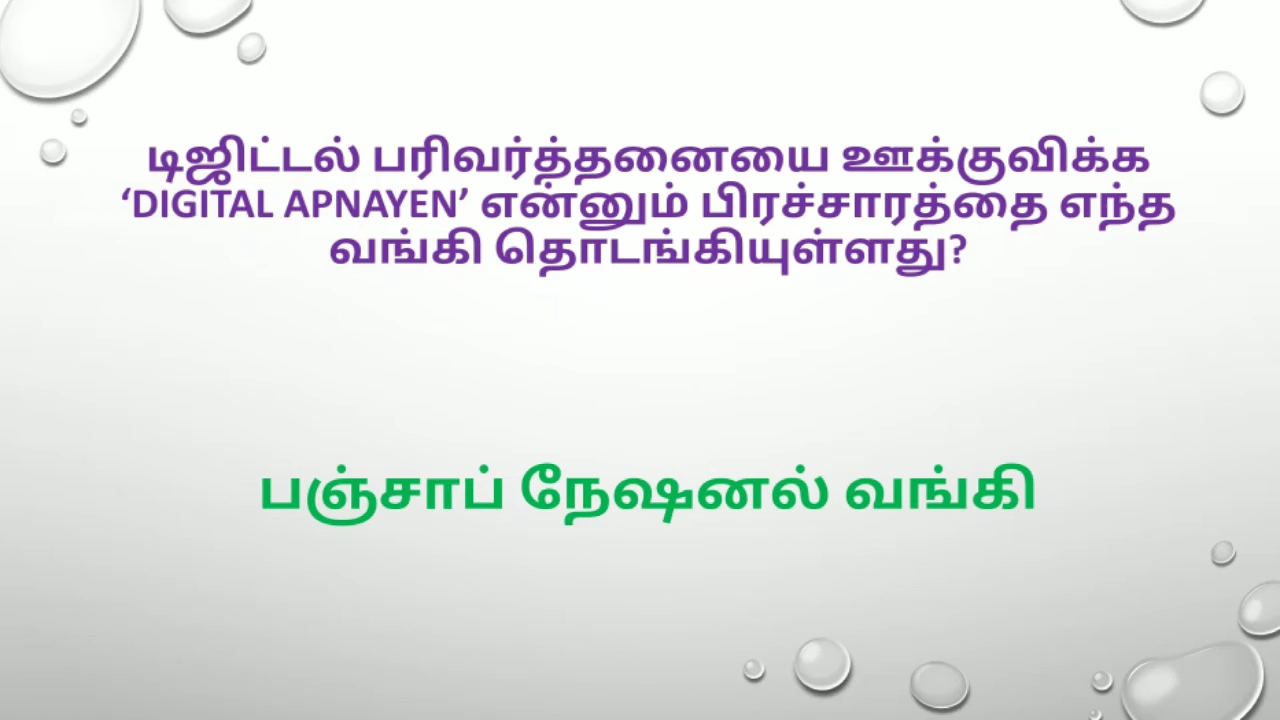 டிஜிட்டல் பரிவர்த்தனையை ஊக்குவிக்க
‘DIGITAL APNAYEN’ என்னும் பிரச்சாரத்தை எந்த
வங்கி தொடங்கியுள்ளது?
பஞ்சாப் நேஷனல் வங்கி